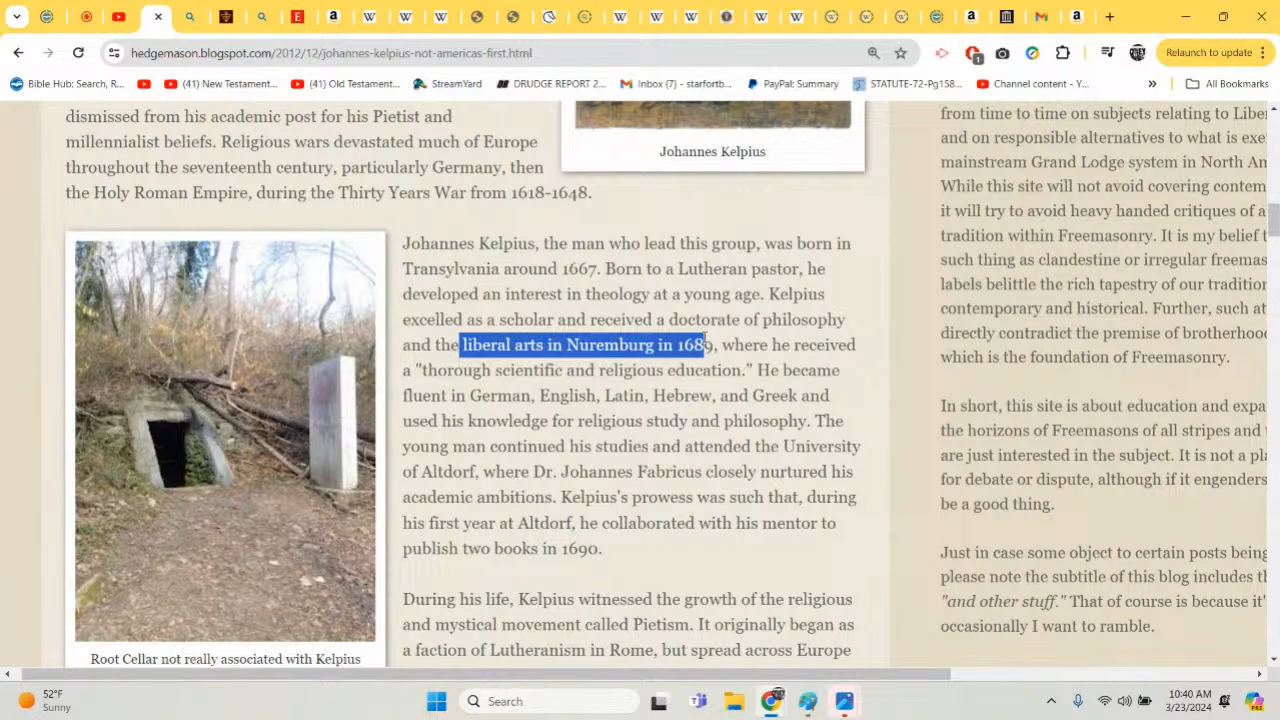 hedgemason.blogspot.com/2012/12/johannes-kelpius-not-americas-first.html
Relaunch to update
Bible Hub: Search, R...
(41) New Testament...
(41) Old Testament...
StreamYard
DRUDGE REPORT 2...
Inbox (7) - starfortb...
PayPal: Summary
STATUTE-72-Pg158...
Channel content - Y...
»
All Bookmarks
dismissed from his academic post for his Pietist and
millennialist beliefs. Religious wars devastated much of Europe
throughout the seventeenth century, particularly Germany, then
the Holy Roman Empire, during the Thirty Years War from 1618-1648.
Johannes Kelpius
Johannes Kelpius, the man who lead this group, was born in
Transylvania around 1667. Born to a Lutheran pastor, he
developed an interest in theology at a young age. Kelpius
excelled as a scholar and received a doctorate of philosophy
and the liberal arts in Nuremburg in 1689, where he received
a "thorough scientific and religious education." He became
fluent in German, English, Latin, Hebrew, and Greek and
used his knowledge for religious study and philosophy. The
young man continued his studies and attended the University
of Altdorf, where Dr. Johannes Fabricus closely nurtured his
academic ambitions. Kelpius's prowess was such that, during
his first year at Altdorf, he collaborated with his mentor to
publish two books in 1690.
During his life, Kelpius witnessed the growth of the religious
and mystical movement called Pietism. It originally began as
a faction of Lutheranism in Rome, but spread across Europe
Root Cellar not really associated with Kelpius
from time to time on subjects relating to Liber
and on responsible alternatives to what is exe
mainstream Grand Lodge system in North Am
While this site will not avoid covering contem
it will try to avoid heavy handed critiques of a
tradition within Freemasonry. It is my belief t
such thing as clandestine or irregular freemas
labels belittle the rich tapestry of our tradition
contemporary and historical. Further, such at
directly contradict the premise of brotherhood
which is the foundation of Freemasonry.
In short, this site is about education and expa
the horizons of Freemasons of all stripes and t
are just interested in the subject. It is not a pla
for debate or dispute, although if it engenders
be a good thing.
Just in case some object to certain posts being
please note the subtitle of this blog includes th
"and other stuff." That of course is because it'
occasionally I want to ramble.
52°F
Sunny
Search
10:40 AM
3/23/2024